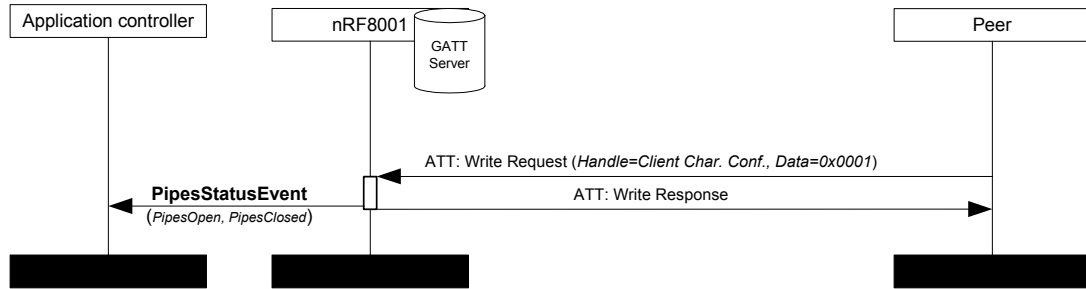 Application controller
nRF8001
GATT
Server
Peer
ATT: Write Request (Handle=Client Char. Conf., Data=0x0001)
PipesStatusEvent
(PipesOpen, PipesClosed)
ATT: Write Response